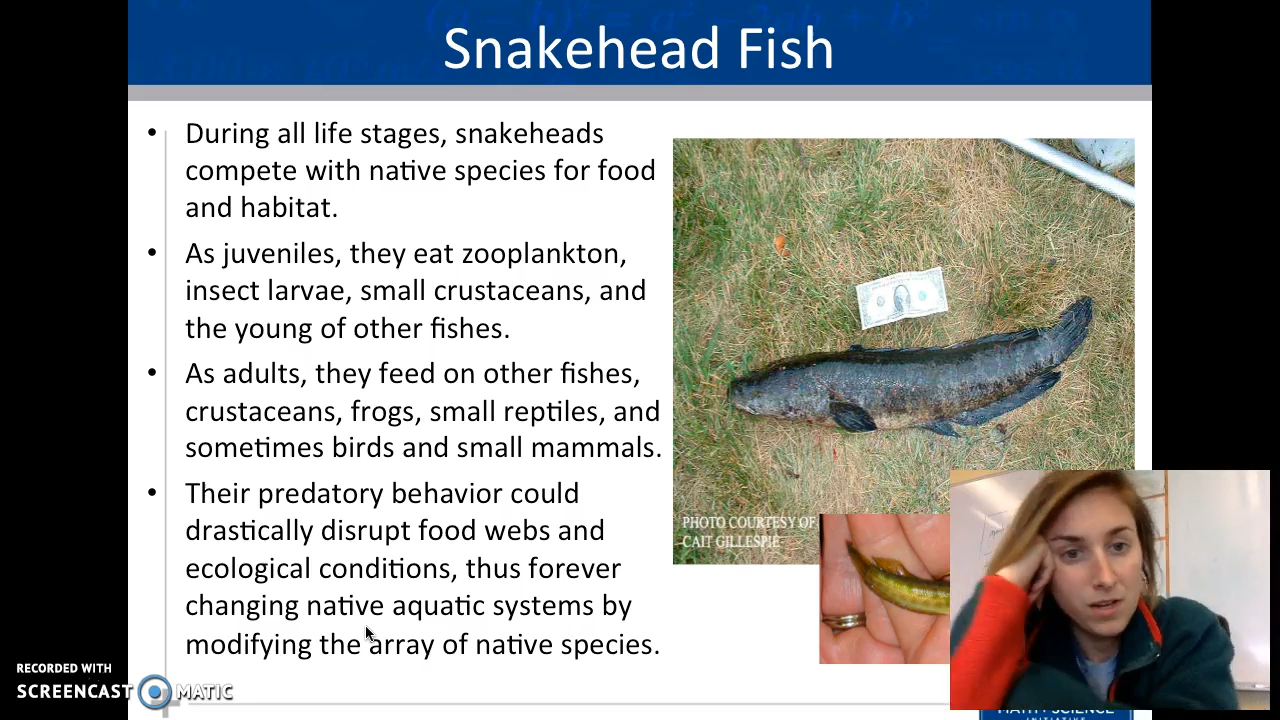 Snakehead Fish
• During all life stages, snakeheads
compete with native species for food
and habitat.
• As juveniles, they eat zooplankton,
insect larvae, small crustaceans, and
the young of other fishes.
• As adults, they feed on other fishes,
crustaceans, frogs, small reptiles, and
sometimes birds and small mammals.
• Their predatory behavior could
drastically disrupt food webs and
ecological conditions, thus forever
changing native aquatic systems by
modifying the array of native species.
PHOTO COURTESY OF
CAIT GILLESPIE
RECORDED WITH
SCREENCAST MATIC